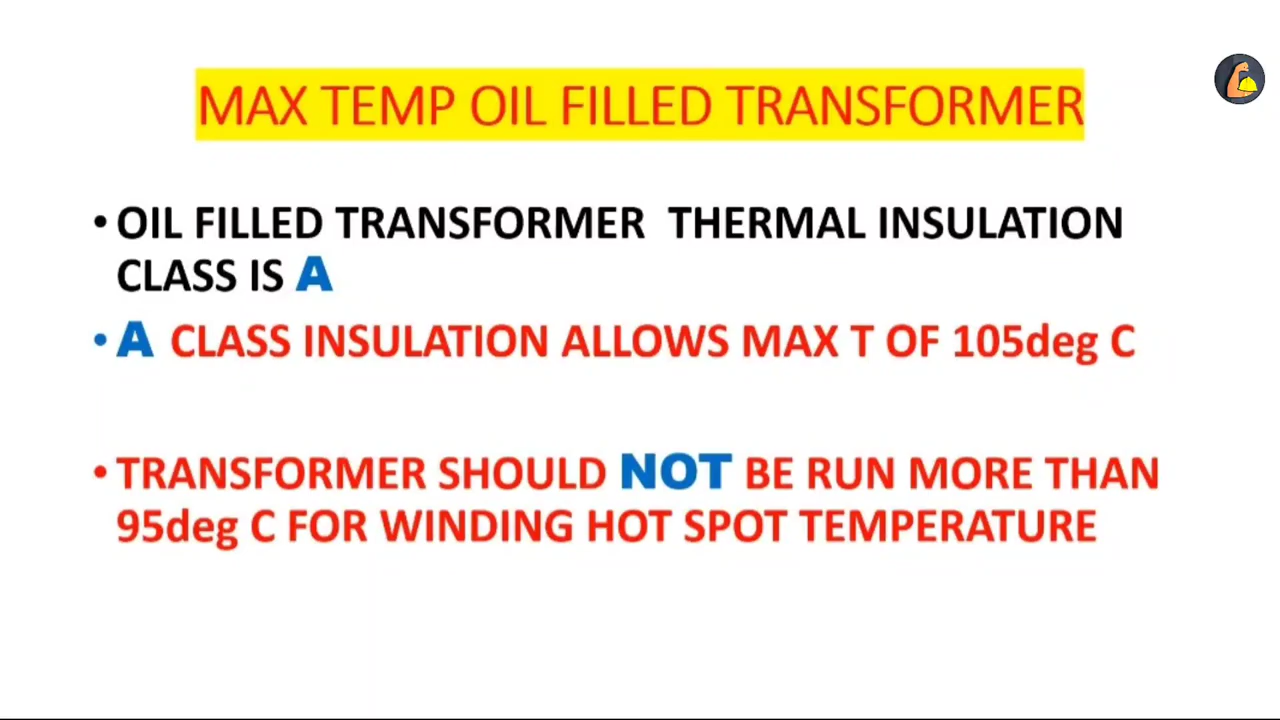 MAX TEMP OIL FILLED TRANSFORMER
• OIL FILLED TRANSFORMER THERMAL INSULATION
CLASS IS A
• A CLASS INSULATION ALLOWS MAX T OF 105deg C
• TRANSFORMER SHOULD NOT BE RUN MORE THAN
95deg C FOR WINDING HOT SPOT TEMPERATURE